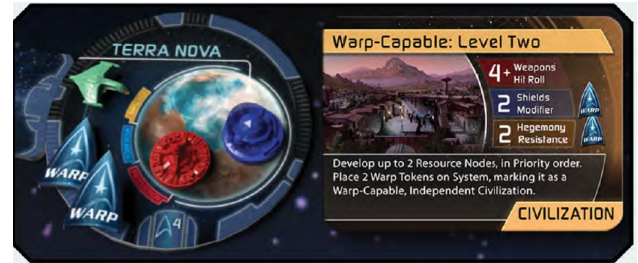 TERRA NOVA
WARP
WARP
4
Warp-Capable: Level Two
4+ Weapons
Hit Roll
2 Shields
Modifier
WARP
2 Hegemony
Resistance
WARP
Develop up to 2 Resource Nodes, in Priority order.
Place 2 Warp Tokens on System, marking it as a
Warp-Capable, Independent Civilization.
CIVILIZATION